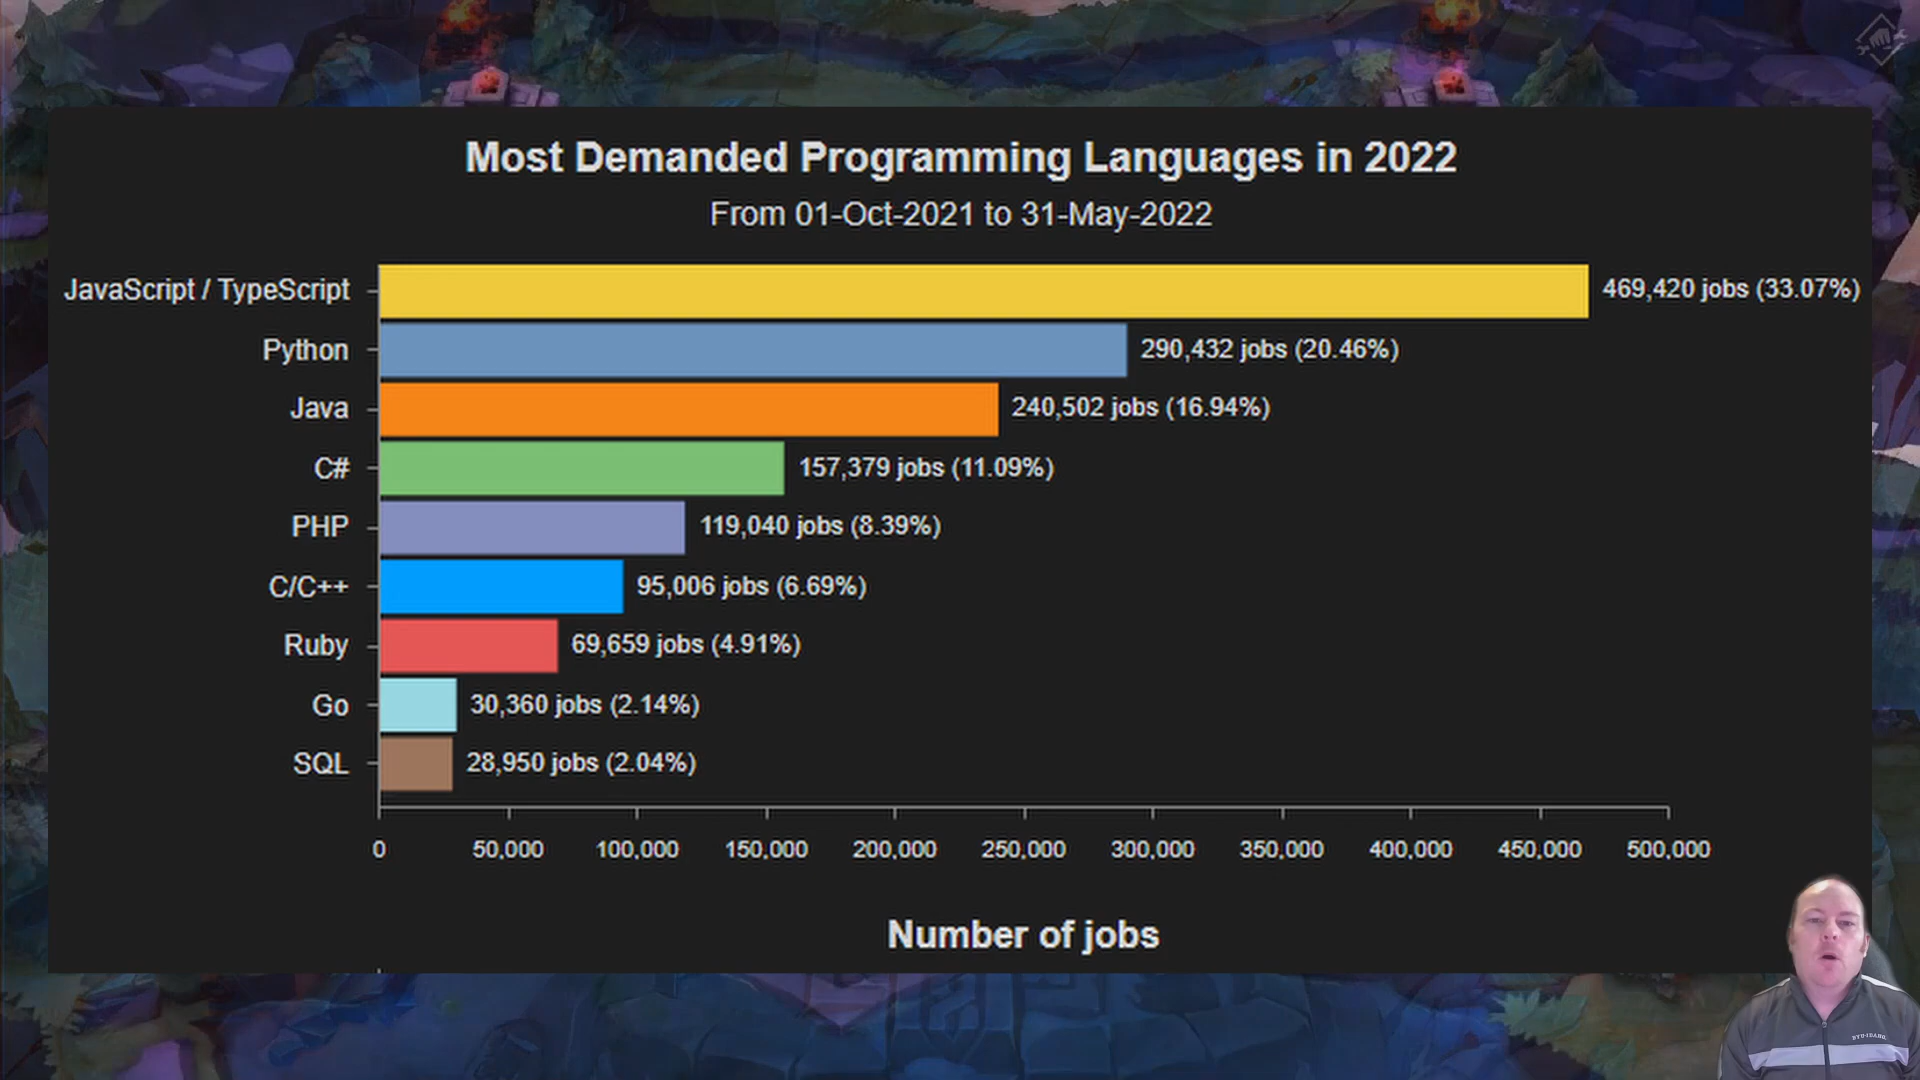 Most Demanded Programming Languages in 2022
From 01-Oct-2021 to 31-May-2022
JavaScript / TypeScript 469,420 jobs (33.07%)
Python 290,432 jobs (20.46%)
Java 240,502 jobs (16.94%)
C# 157,379 jobs (11.09%)
PHP 119,040 jobs (8.39%)
C/C++ 95,006 jobs (6.69%)
Ruby 69,659 jobs (4.91%)
Go 30,360 jobs (2.14%)
SQL 28,950 jobs (2.04%)
0 50,000 100,000 150,000 200,000 250,000 300,000 350,000 400,000 450,000 500,000
Number of jobs
BYU-IDAHO